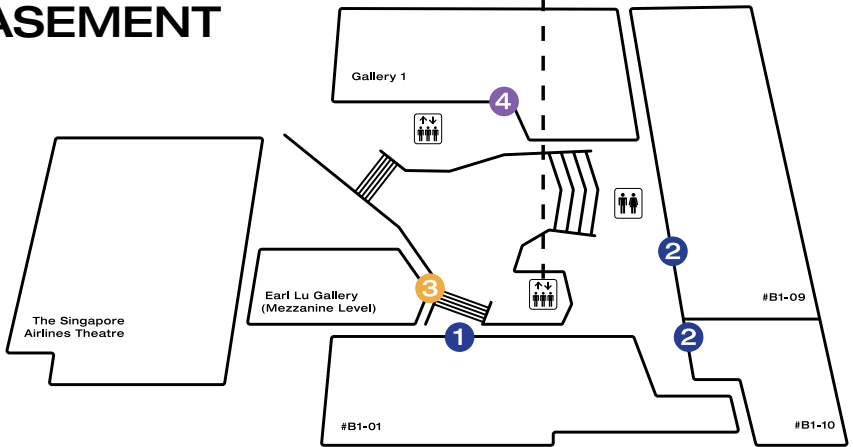 ASEMENT
Gallery 1
4
2
3
Earl Lu Gallery
(Mezzanine Level)
#B1-09
The Singapore
Airlines Theatre
1
2
#B1-01
#B1-10